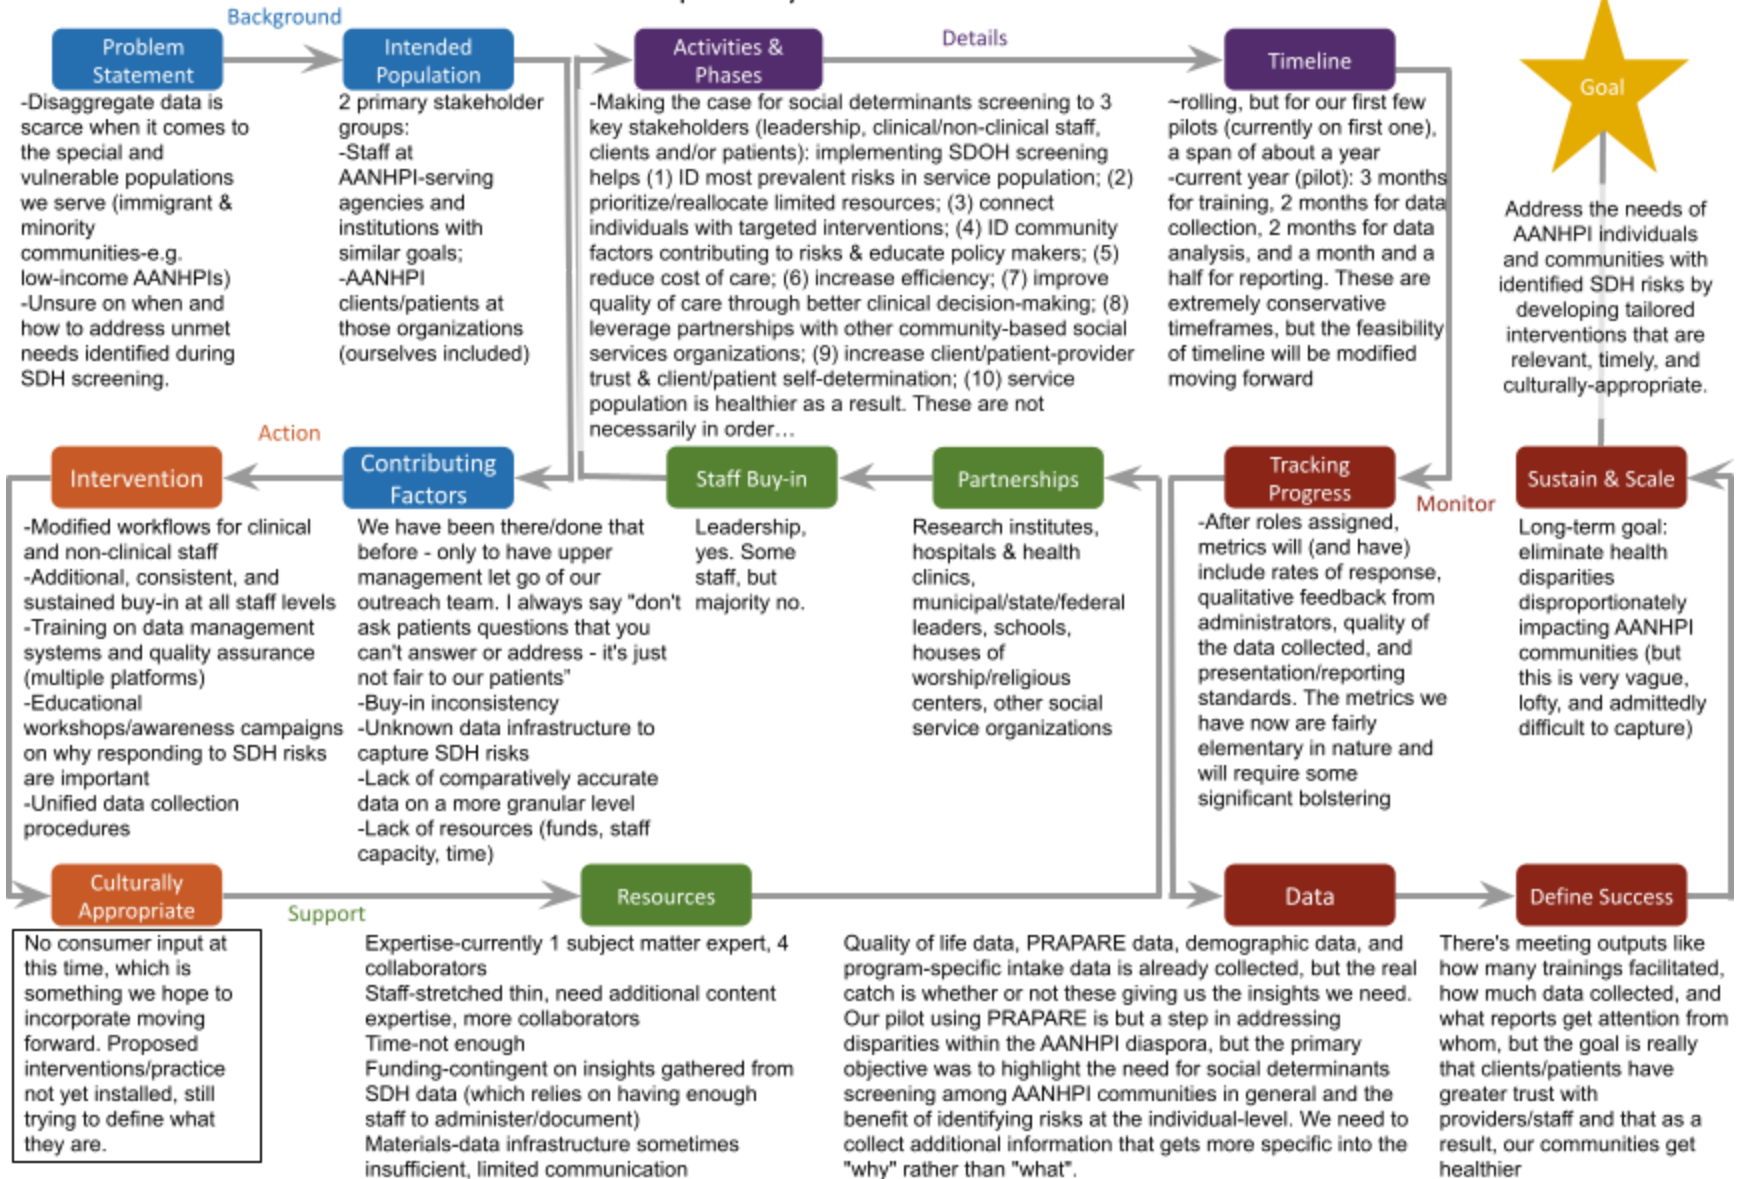 Background
Problem
Statement
-Disaggregate data is
scarce when it comes to
the special and
vulnerable populations
we serve (immigrant &
minority
communities-e.g.
low-income AANHPIs)
-Unsure on when and
how to address unmet
needs identified during
SDH screening.
Intended
Population
2 primary stakeholder
groups:
-Staff at
AANHPI-serving
agencies and
institutions with
similar goals;
-AANHPI
clients/patients at
those organizations
(ourselves included)
Activities &
Phases
-Making the case for social determinants screening to 3
key stakeholders (leadership, clinical/non-clinical staff,
clients and/or patients): implementing SDOH screening
helps (1) ID most prevalent risks in service population; (2)
prioritize/reallocate limited resources; (3) connect
individuals with targeted interventions; (4) ID community
factors contributing to risks & educate policy makers; (5)
reduce cost of care; (6) increase efficiency; (7) improve
quality of care through better clinical decision-making; (8)
leverage partnerships with other community-based social
services organizations; (9) increase client/patient-provider
trust & client/patient self-determination; (10) service
population is healthier as a result. These are not
necessarily in order…
Details
Timeline
~rolling, but for our first few
pilots (currently on first one),
a span of about a year
-current year (pilot): 3 months
for training, 2 months for data
collection, 2 months for data
analysis, and a month and a
half for reporting. These are
extremely conservative
timeframes, but the feasibility
of timeline will be modified
moving forward
Goal
Address the needs of
AANHPI individuals
and communities with
identified SDH risks by
developing tailored
interventions that are
relevant, timely, and
culturally-appropriate.
Action
Intervention
-Modified workflows for clinical
and non-clinical staff
-Additional, consistent, and
sustained buy-in at all staff levels
-Training on data management
systems and quality assurance
(multiple platforms)
-Educational
workshops/awareness campaigns
on why responding to SDH risks
are important
-Unified data collection
procedures
Contributing
Factors
We have been there/done that
before - only to have upper
management let go of our
outreach team. I always say "don't
ask patients questions that you
can't answer or address - it's just
not fair to our patients"
-Buy-in inconsistency
-Unknown data infrastructure to
capture SDH risks
-Lack of comparatively accurate
data on a more granular level
-Lack of resources (funds, staff
capacity, time)
Staff Buy-in
Leadership,
yes. Some
staff, but
majority no.
Partnerships
Research institutes,
hospitals & health
clinics,
municipal/state/federal
leaders, schools,
houses of
worship/religious
centers, other social
service organizations
Tracking
Progress
Monitor
-After roles assigned,
metrics will (and have)
include rates of response,
qualitative feedback from
administrators, quality of
the data collected, and
presentation/reporting
standards. The metrics we
have now are fairly
elementary in nature and
will require some
significant bolstering
Sustain & Scale
Long-term goal:
eliminate health
disparities
disproportionately
impacting AANHPI
communities (but
this is very vague,
lofty, and admittedly
difficult to capture)
Culturally
Appropriate
No consumer input at
this time, which is
something we hope to
incorporate moving
forward. Proposed
interventions/practice
not yet installed, still
trying to define what
they are.
Support
Resources
Expertise-currently 1 subject matter expert, 4
collaborators
Staff-stretched thin, need additional content
expertise, more collaborators
Time-not enough
Funding-contingent on insights gathered from
SDH data (which relies on having enough
staff to administer/document)
Materials-data infrastructure sometimes
insufficient, limited communication
Data
Quality of life data, PRAPARE data, demographic data, and
program-specific intake data is already collected, but the real
catch is whether or not these giving us the insights we need.
Our pilot using PRAPARE is but a step in addressing
disparities within the AANHPI diaspora, but the primary
objective was to highlight the need for social determinants
screening among AANHPI communities in general and the
benefit of identifying risks at the individual-level. We need to
collect additional information that gets more specific into the
"why" rather than "what".
Define Success
There's meeting outputs like
how many trainings facilitated,
how much data collected, and
what reports get attention from
whom, but the goal is really
that clients/patients have
greater trust with
providers/staff and that as a
result, our communities get
healthier